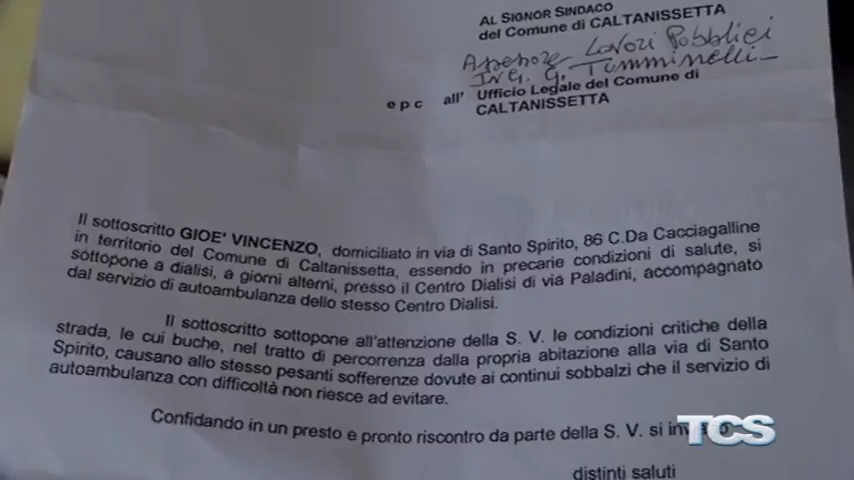 AL SIGNOR SINDACO
del Comune di CALTANISSETTA
Assessore Lavori Pubblici
Ing. G. Tumminelli
e p c all' Ufficio Legale del Comune di
CALTANISSETTA
Il sottoscritto GIOE' VINCENZO, domiciliato in via di Santo Spirito, 86 C.Da Cacciagalline
in territorio del Comune di Caltanissetta, essendo in precarie condizioni di salute, si
sottopone a dialisi, a giorni alterni, presso il Centro Dialisi di via Paladini, accompagnato
dal servizio di autoambulanza dello stesso Centro Dialisi.
Il sottoscritto sottopone all'attenzione della S. V. le condizioni critiche della
strada, le cui buche, nel tratto di percorrenza dalla propria abitazione alla via di Santo
Spirito, causano allo stesso pesanti sofferenze dovute ai continui sobbalzi che il servizio di
autoambulanza con difficoltà non riesce ad evitare.
Confidando in un presto e pronto riscontro da parte della S. V. si
TCS
distinti saluti